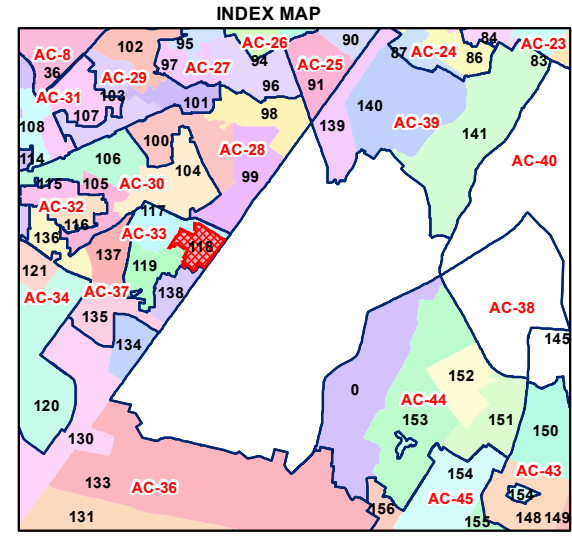 INDEX MAP
84
AC-23
AC-8
102
95
AC-26
90
87
AC-24
36
97
AC-27
94
AC-25
86
83
AC-29
96
91
AC-31
103
101
140
107
98
139
AC-39
141
108
100
AC-28
AC-40
114
106
104
99
115
105
AC-30
AC-32
117
116
AC-33
136
118
121
137
119
AC-34
AC-37
138
AC-38
135
134
145
152
0
AC-44
120
153
151
150
130
154
AC-43
133
AC-36
AC-45
154
131
156
155
148
149